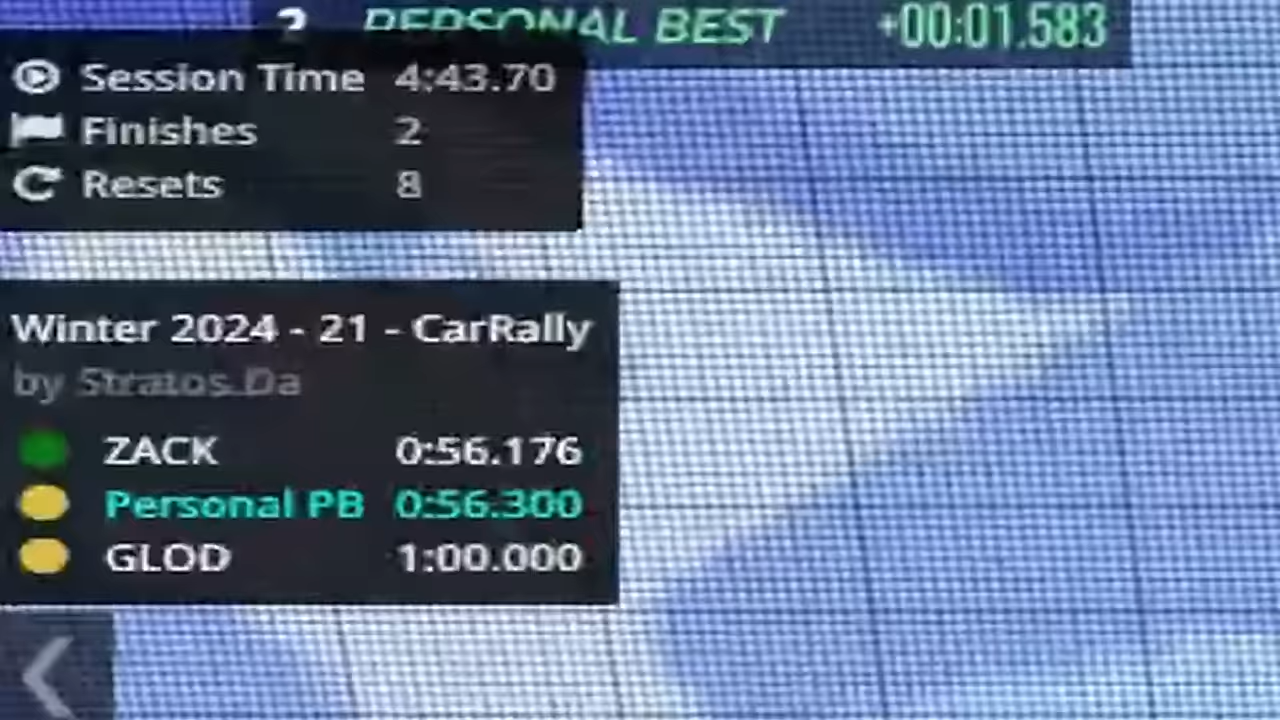 2 PERSONAL BEST +00:01.583
Session Time 4:43.70
Finishes 2
Resets 8
Winter 2024 - 21 - CarRally
by Stratos.Da
ZACK 0:56.176
Personal PB 0:56.300
GLOD 1:00.000